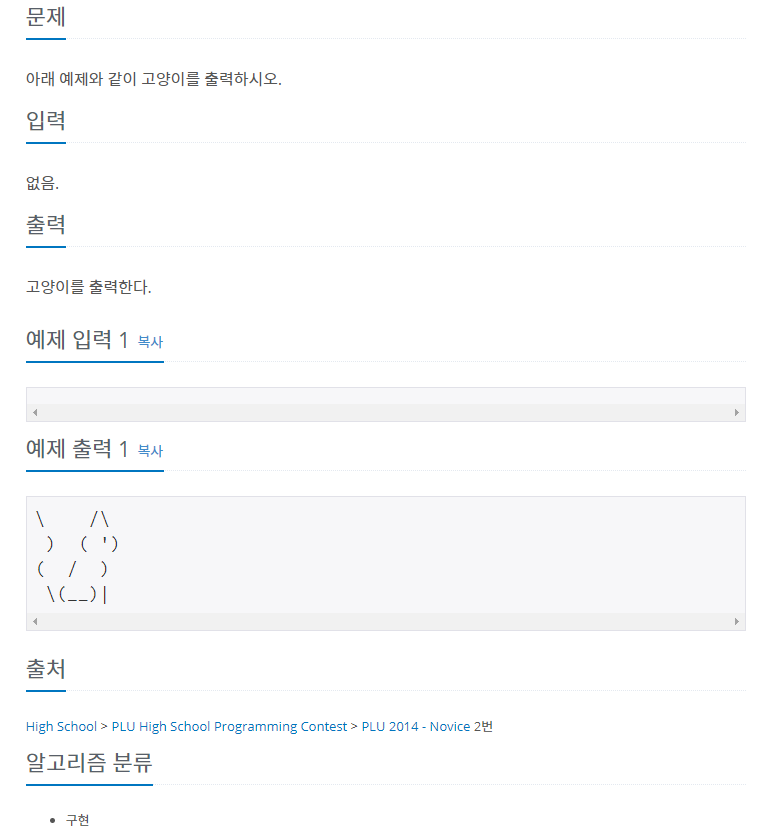 문제
아래 예제와 같이 고양이를 출력하시오.
입력
없음.
출력
고양이를 출력한다.
예제 입력 1 복사
예제 출력 1 복사
\    /\
 )  ( ')
(  /  )
 \(__)|
출처
High School > PLU High School Programming Contest > PLU 2014 - Novice 2번
알고리즘 분류
• 구현